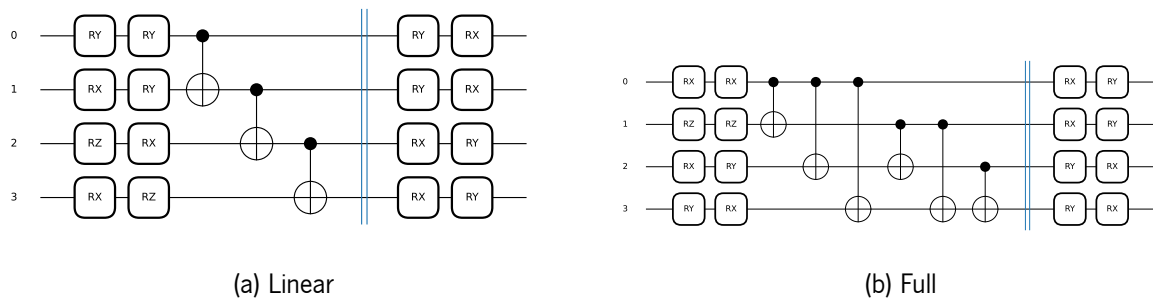 0 RY RY RY RX
1 RX RY RY RX
2 RZ RX RX RY
3 RX RZ RX RY
(a) Linear
0 RX RX RX RY
1 RZ RZ RX RY
2 RX RY RY RX
3 RY RX RY RX
(b) Full